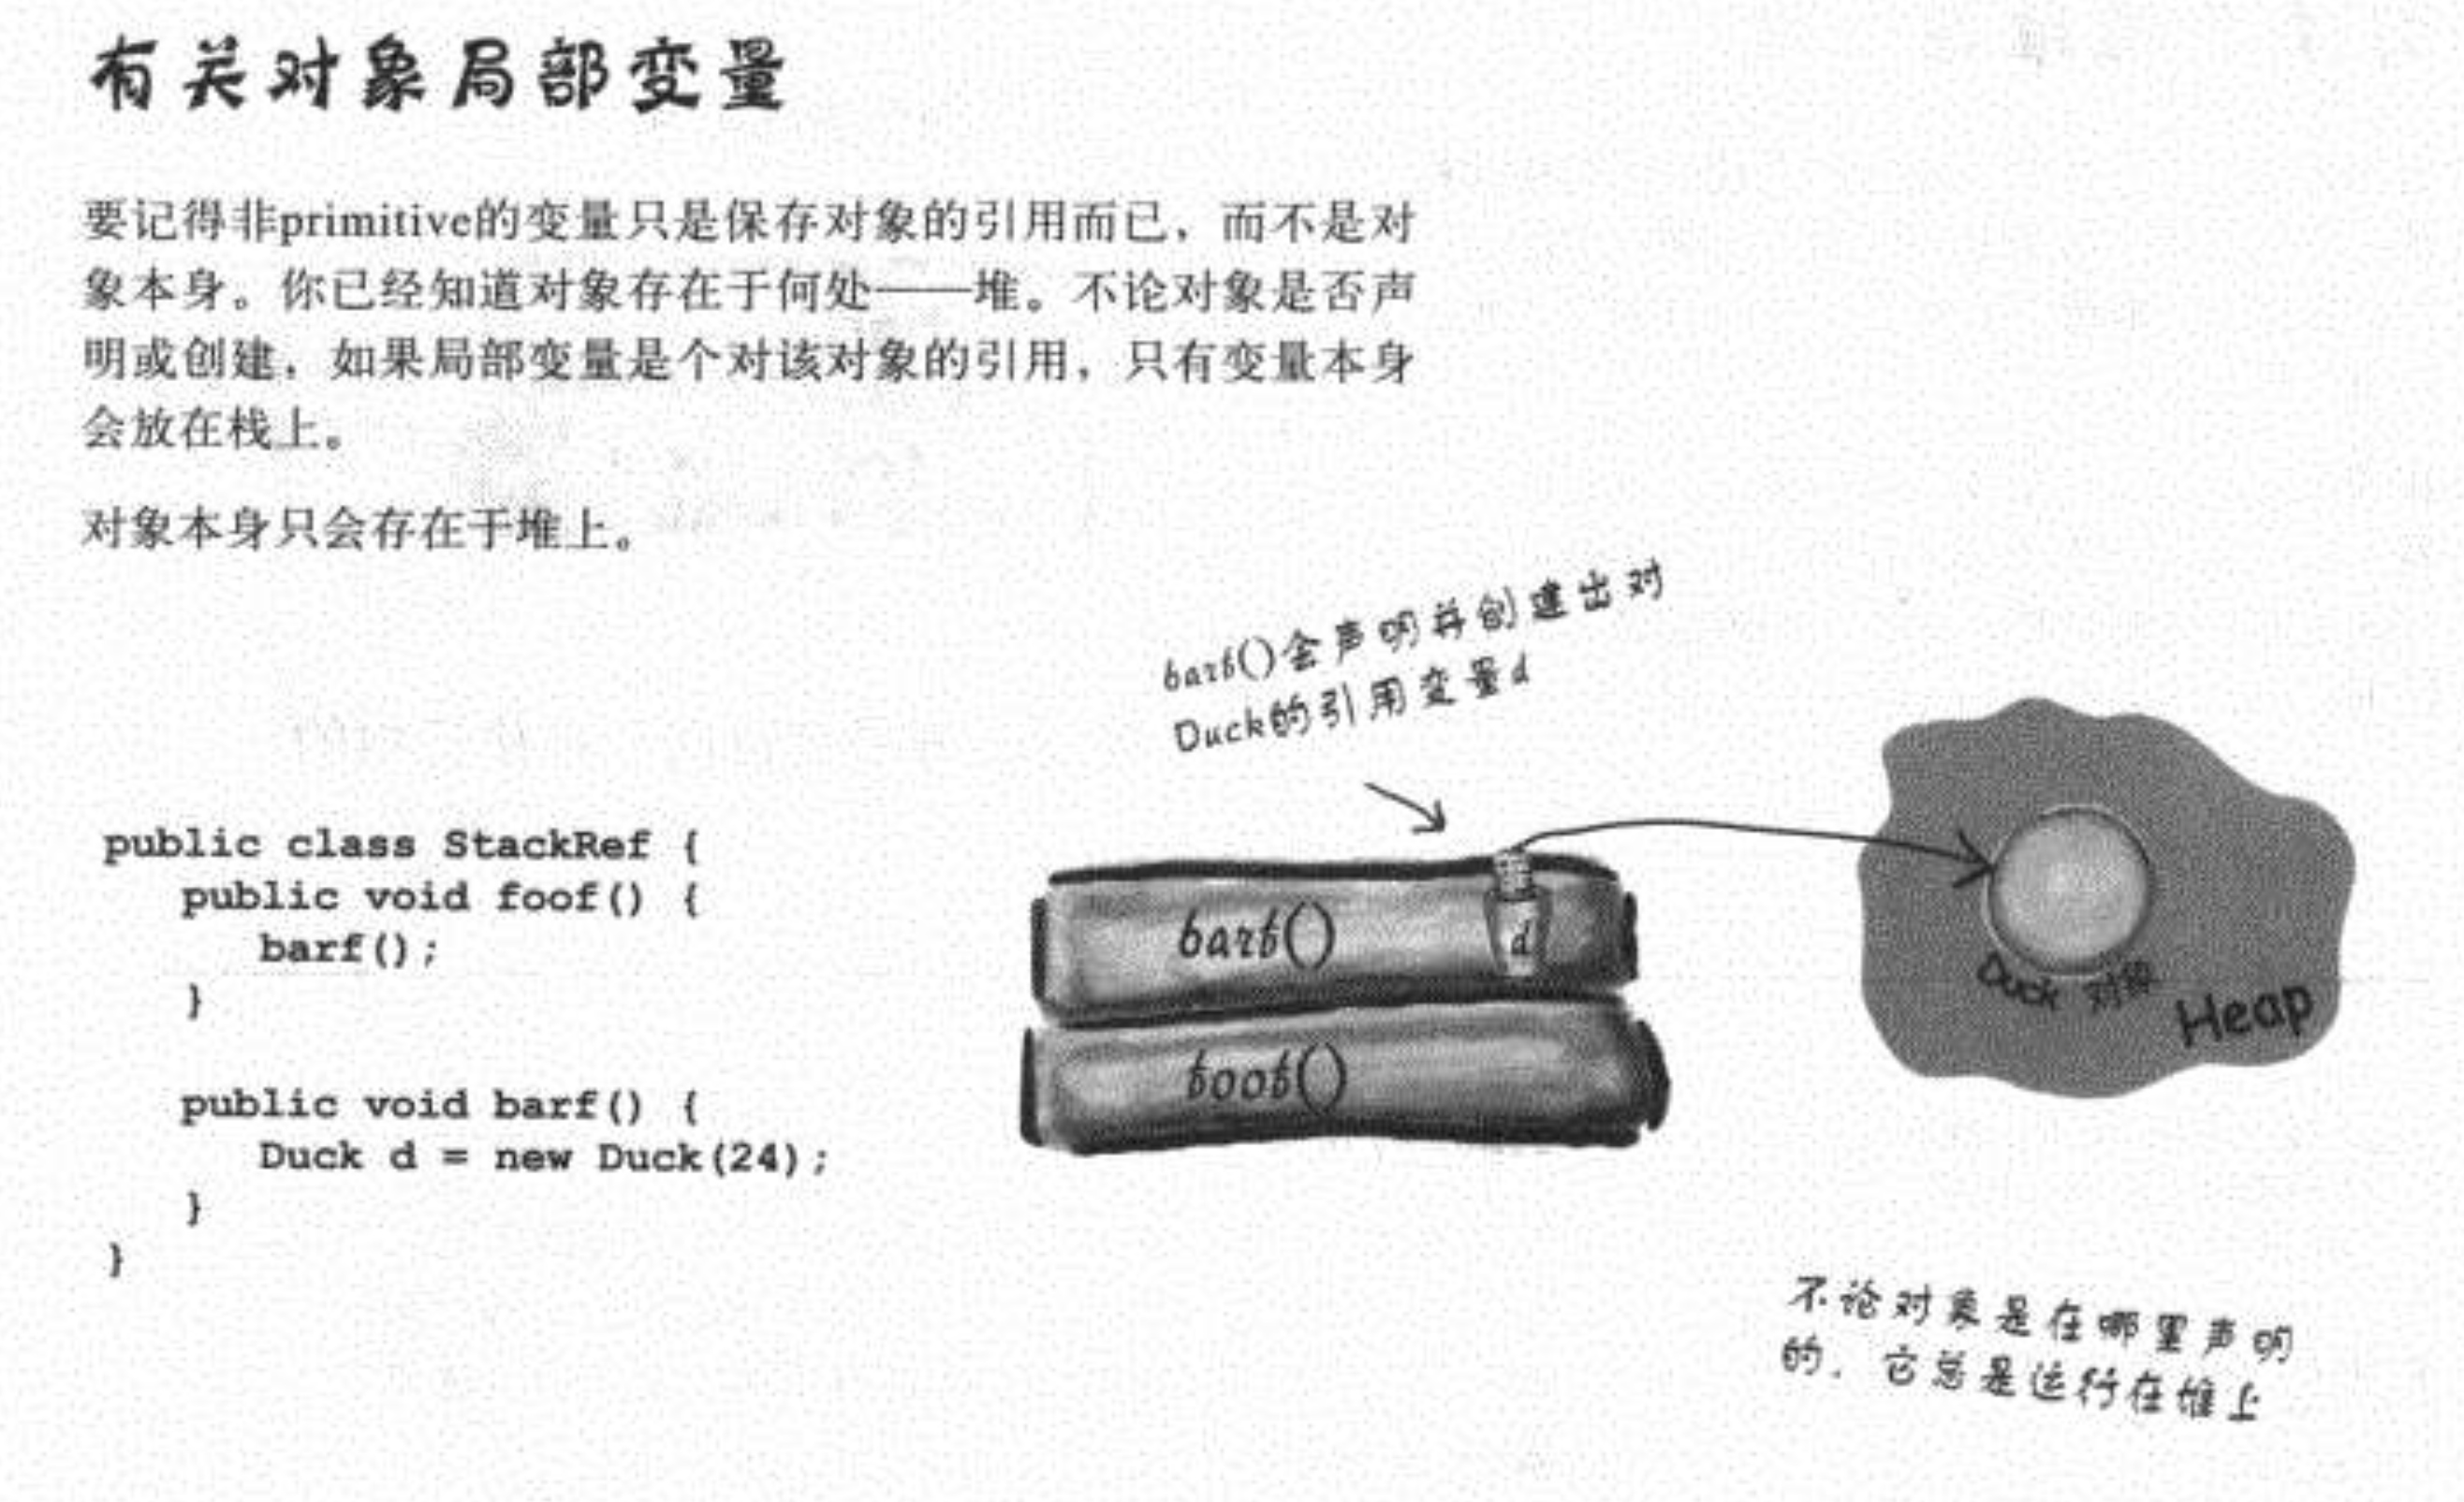 有关对象局部变量
要记得非primitive的变量只是保存对象的引用而已，而不是对
象本身。你已经知道对象存在于何处——堆。不论对象是否声
明或创建，如果局部变量是个对该对象的引用，只有变量本身
会放在栈上。
对象本身只会存在于堆上。
barf()会声明并创建出对
Duck的引用变量d
public class StackRef {
   public void foof() {
      barf();
   }
   public void barf() {
      Duck d = new Duck(24);
   }
}
barf()
d
foof()
Duck 对象
Heap
不论对象是在哪里声明
的，它总是运行在堆上